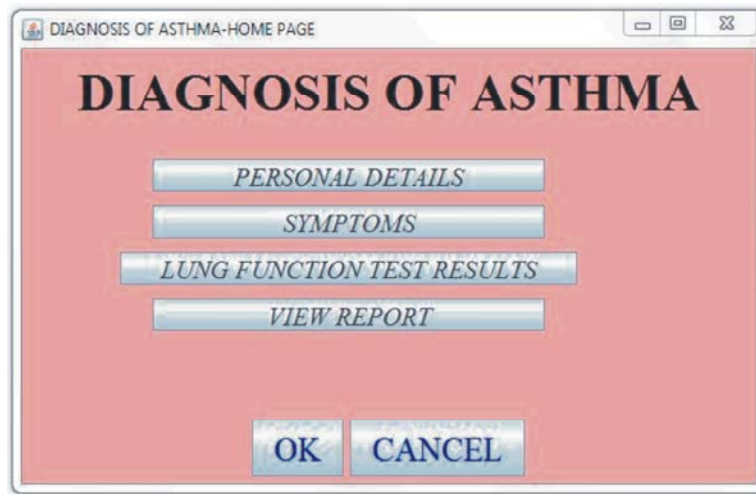 DIAGNOSIS OF ASTHMA-HOME PAGE
DIAGNOSIS OF ASTHMA
PERSONAL DETAILS
SYMPTOMS
LUNG FUNCTION TEST RESULTS
VIEW REPORT
OK CANCEL